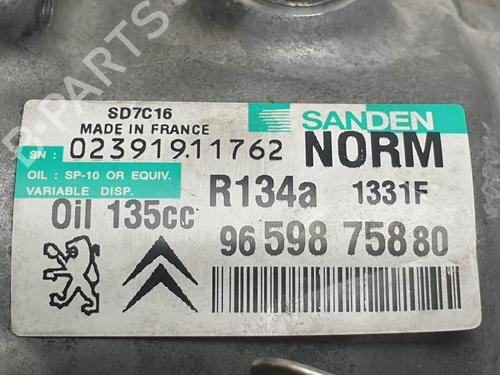 SD7C16
MADE IN FRANCE
SANDEN
SN: 02391911762
NORM
OIL : SP-10 OR EQUIV.
VARIABLE DISP.
R134a 1331F
Oil 135cc
96 598 758 80
B-PARTS